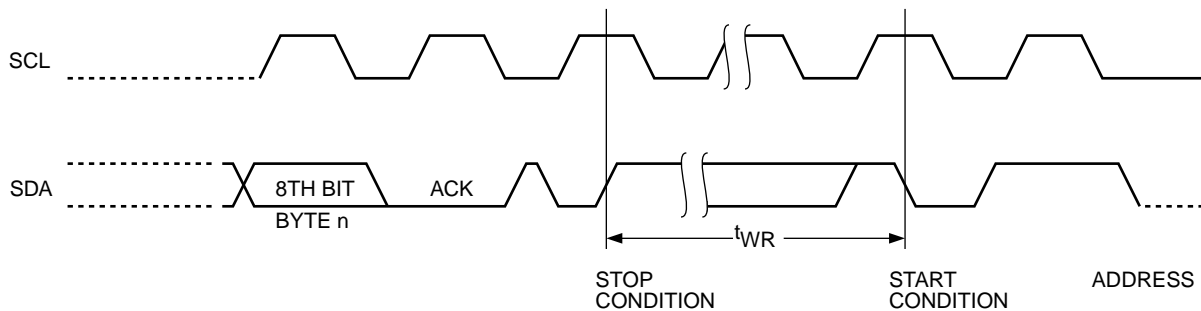 SCL
SDA
8TH BIT
ACK
BYTE n
tWR
STOP
CONDITION
START
CONDITION
ADDRESS